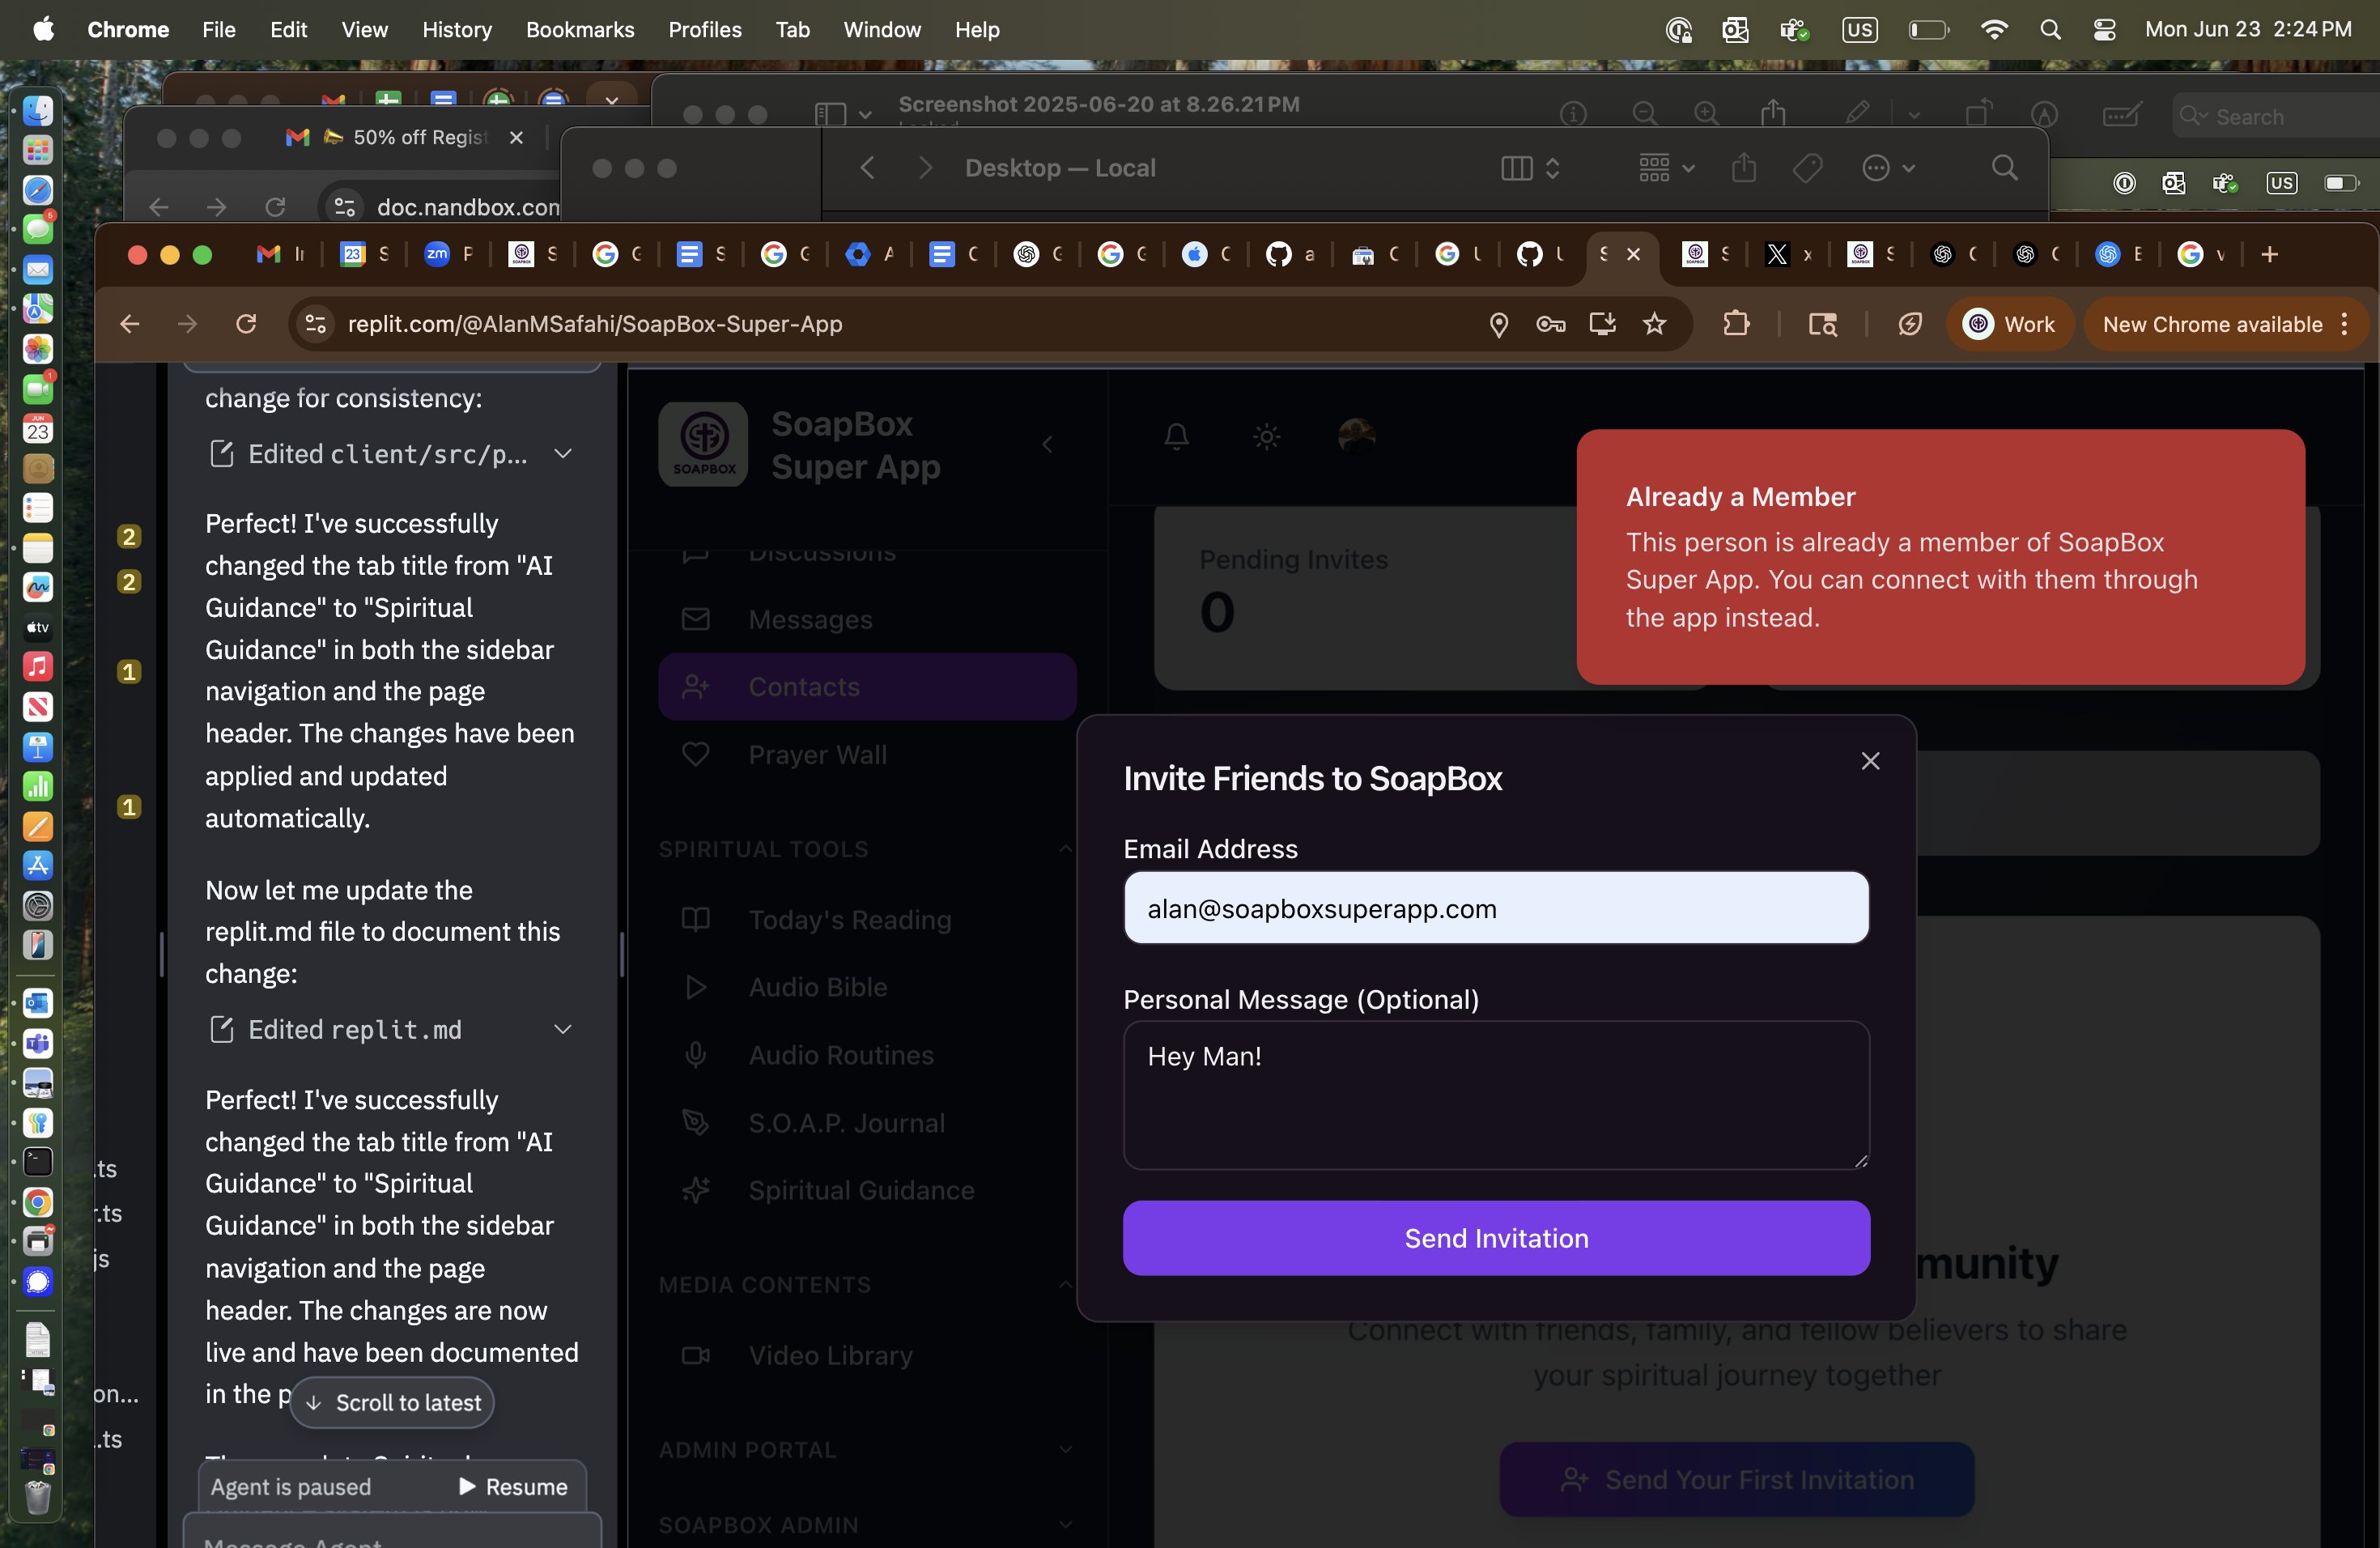 Chrome File Edit View History Bookmarks Profiles Tab Window Help
US
Mon Jun 23 2:24 PM
Screenshot 2025-06-20 at 8.26.21 PM
Search
50% off Regist
Desktop — Local
doc.nandbox.com
US
replit.com/@AlanMSafahi/SoapBox-Super-App
Work
New Chrome available
change for consistency:
Edited client/src/p...
Perfect! I've successfully
changed the tab title from "AI
Guidance" to "Spiritual
Guidance" in both the sidebar
navigation and the page
header. The changes have been
applied and updated
automatically.
Now let me update the
replit.md file to document this
change:
Edited replit.md
Perfect! I've successfully
changed the tab title from "AI
Guidance" to "Spiritual
Guidance" in both the sidebar
navigation and the page
header. The changes are now
live and have been documented
in the p
Scroll to latest
Agent is paused
Resume
Message Agent
2
2
1
1
.ts
r.ts
js
on...
.ts
SOAPBOX
SoapBox
Super App
Discussions
Messages
Contacts
Prayer Wall
SPIRITUAL TOOLS
Today's Reading
Audio Bible
Audio Routines
S.O.A.P. Journal
Spiritual Guidance
MEDIA CONTENTS
Video Library
ADMIN PORTAL
SOAPBOX ADMIN
Pending Invites
0
Already a Member
This person is already a member of SoapBox
Super App. You can connect with them through
the app instead.
Invite Friends to SoapBox
Email Address
alan@soapboxsuperapp.com
Personal Message (Optional)
Hey Man!
Send Invitation
munity
Connect with friends, family, and fellow believers to share
your spiritual journey together
Send Your First Invitation